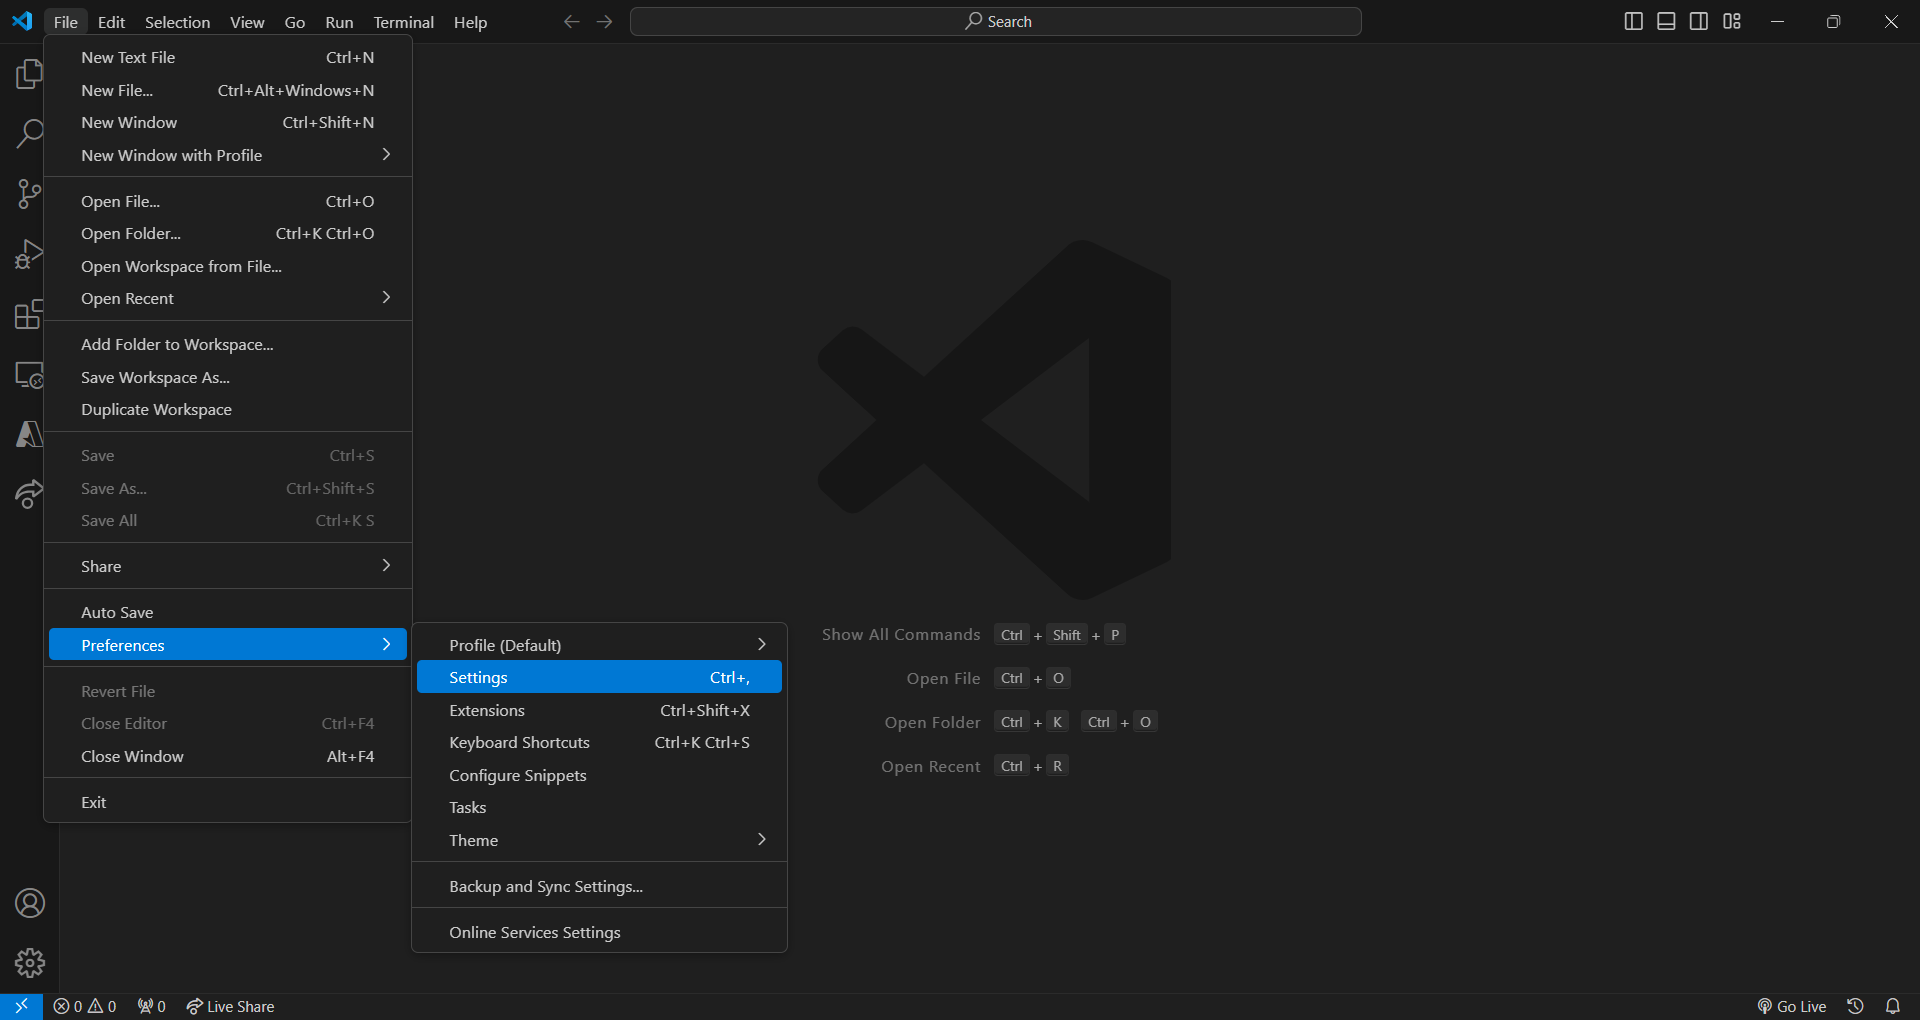 File Edit Selection View Go Run Terminal Help
Search
New Text File Ctrl+N
New File... Ctrl+Alt+Windows+N
New Window Ctrl+Shift+N
New Window with Profile
Open File... Ctrl+O
Open Folder... Ctrl+K Ctrl+O
Open Workspace from File...
Open Recent
Add Folder to Workspace...
Save Workspace As...
Duplicate Workspace
Save Ctrl+S
Save As... Ctrl+Shift+S
Save All Ctrl+K S
Share
Auto Save
Preferences
Revert File
Close Editor Ctrl+F4
Close Window Alt+F4
Exit
Profile (Default)
Settings Ctrl+,
Extensions Ctrl+Shift+X
Keyboard Shortcuts Ctrl+K Ctrl+S
Configure Snippets
Tasks
Theme
Backup and Sync Settings...
Online Services Settings
Show All Commands Ctrl + Shift + P
Open File Ctrl + O
Open Folder Ctrl + K Ctrl + O
Open Recent Ctrl + R
0 0 0 Live Share
Go Live